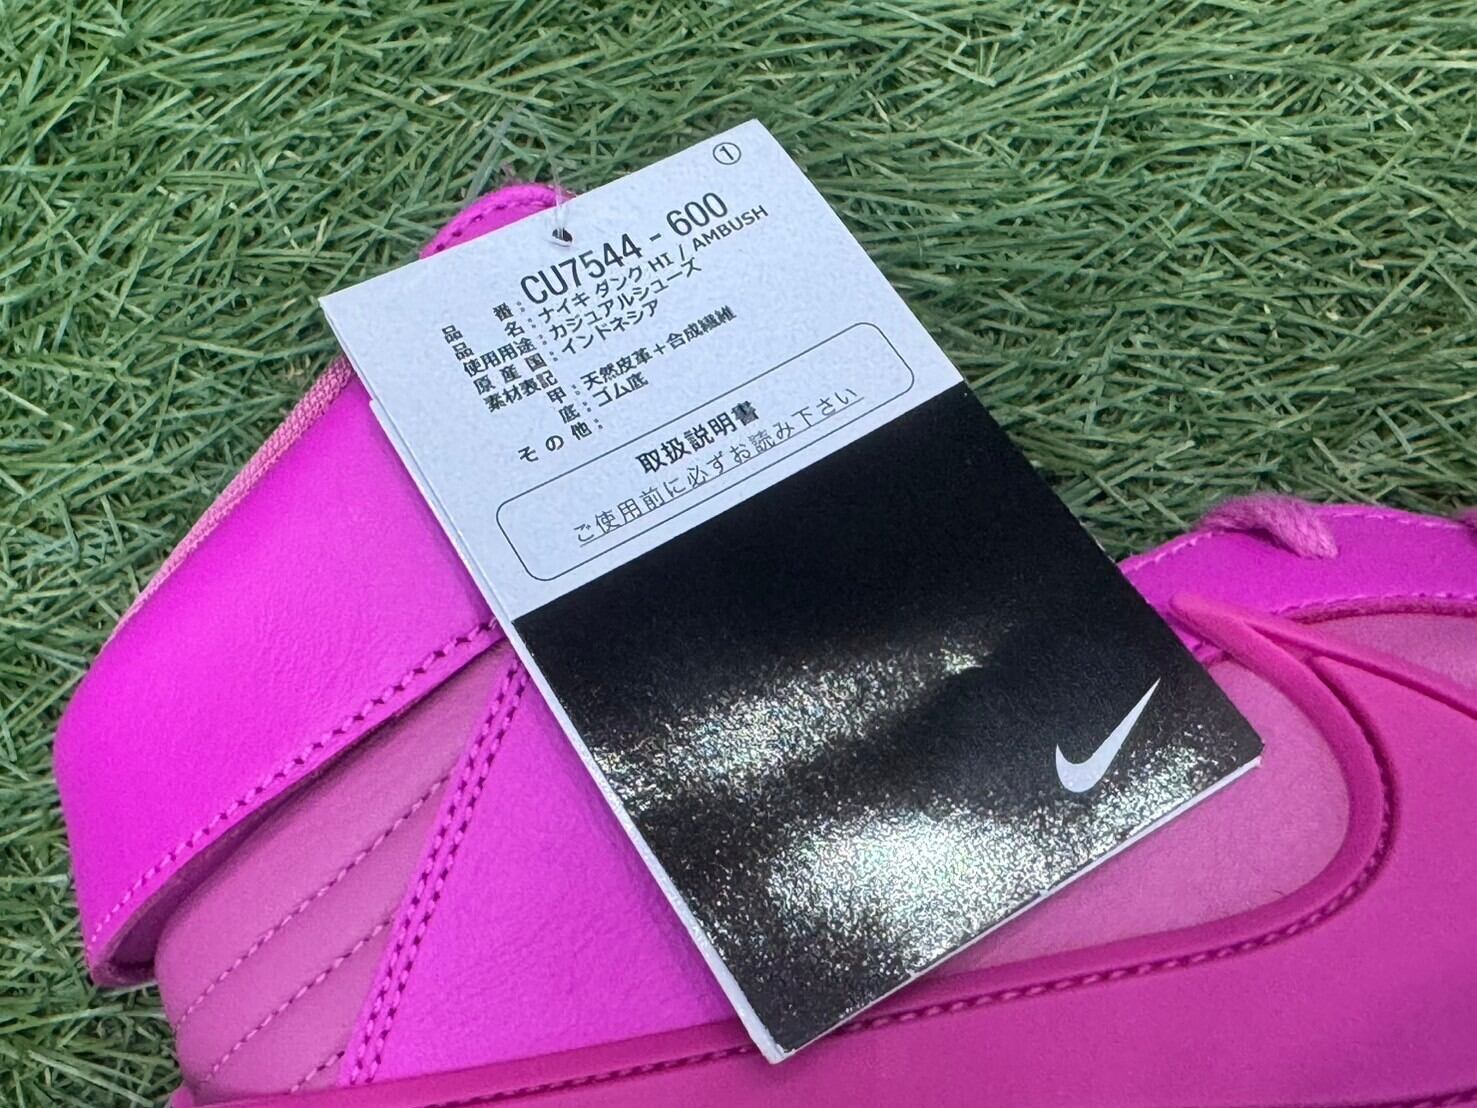 ①
品番：CU7544-600
品名：ナイキ ダンク HI / AMBUSH
使用用途：カジュアルシューズ
原産国：インドネシア
素材表記
甲：天然皮革＋合成繊維
底：ゴム底
その他：
取扱説明書
ご使用前に必ずお読み下さい